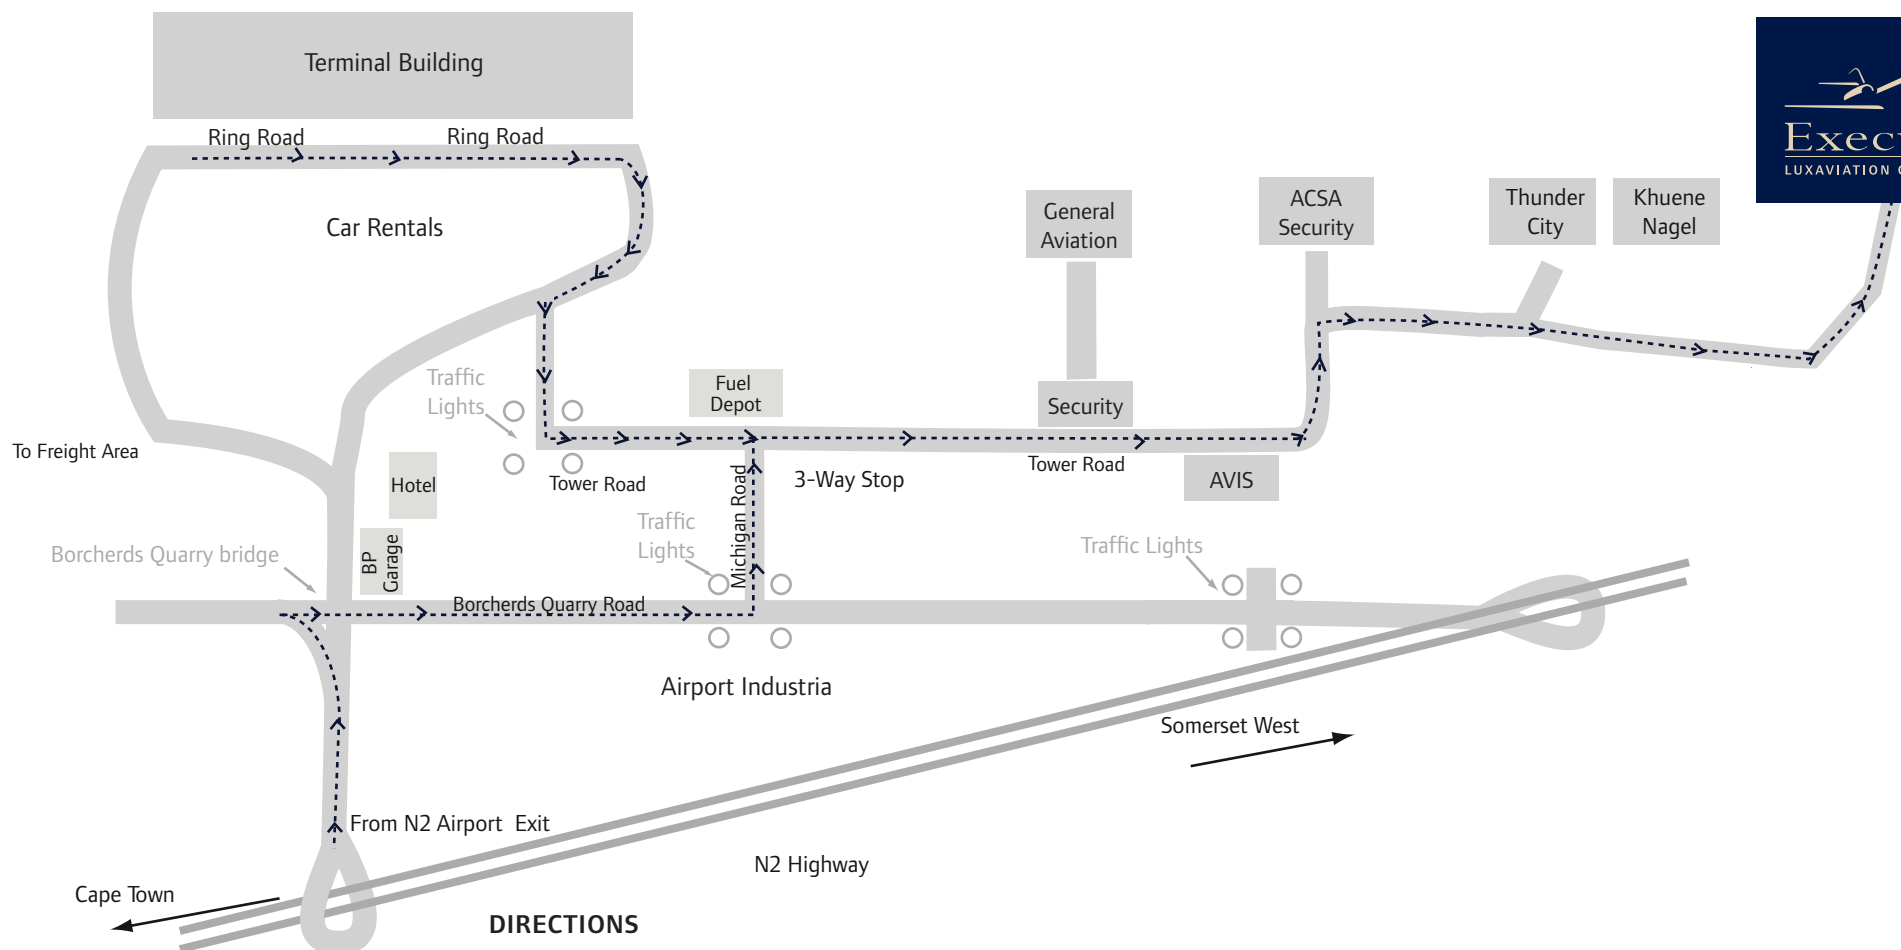 Terminal Building
Ring Road
Ring Road
Car Rentals
General
Aviation
ACSA
Security
Thunder
City
Khuene
Nagel
LUXAVIATION
Traffic
Lights
Fuel
Depot
Security
To Freight Area
Hotel
Tower Road
3-Way Stop
Tower Road
AVIS
Michigan Road
Traffic
Lights
Borcherds Quarry bridge
BP
Garage
Traffic Lights
Borcherds Quarry Road
Airport Industria
Somerset West
From N2 Airport Exit
N2 Highway
Cape Town
DIRECTIONS